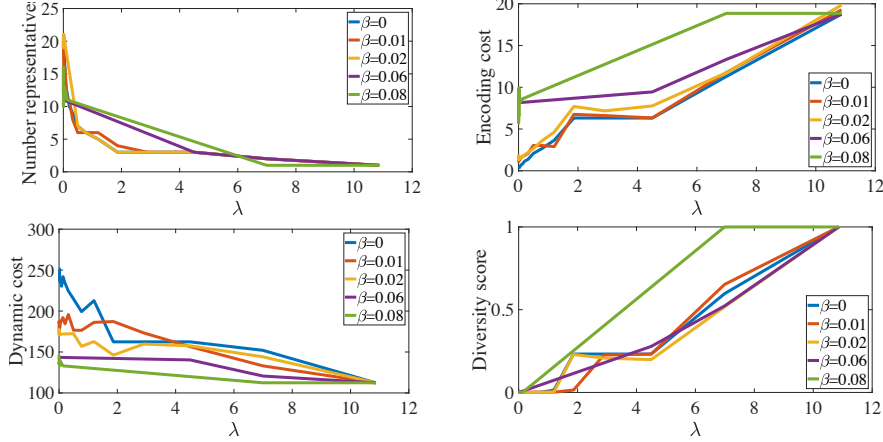 Number representatives
25
20
15
10
5
0
0 2 4 6 8 10 12
λ
β=0
β=0.01
β=0.02
β=0.06
β=0.08
Encoding cost
20
15
10
5
0
0 2 4 6 8 10 12
λ
β=0
β=0.01
β=0.02
β=0.06
β=0.08
Dynamic cost
300
250
200
150
100
0 2 4 6 8 10 12
λ
β=0
β=0.01
β=0.02
β=0.06
β=0.08
Diversity score
1
0.5
0
0 2 4 6 8 10 12
λ
β=0
β=0.01
β=0.02
β=0.06
β=0.08